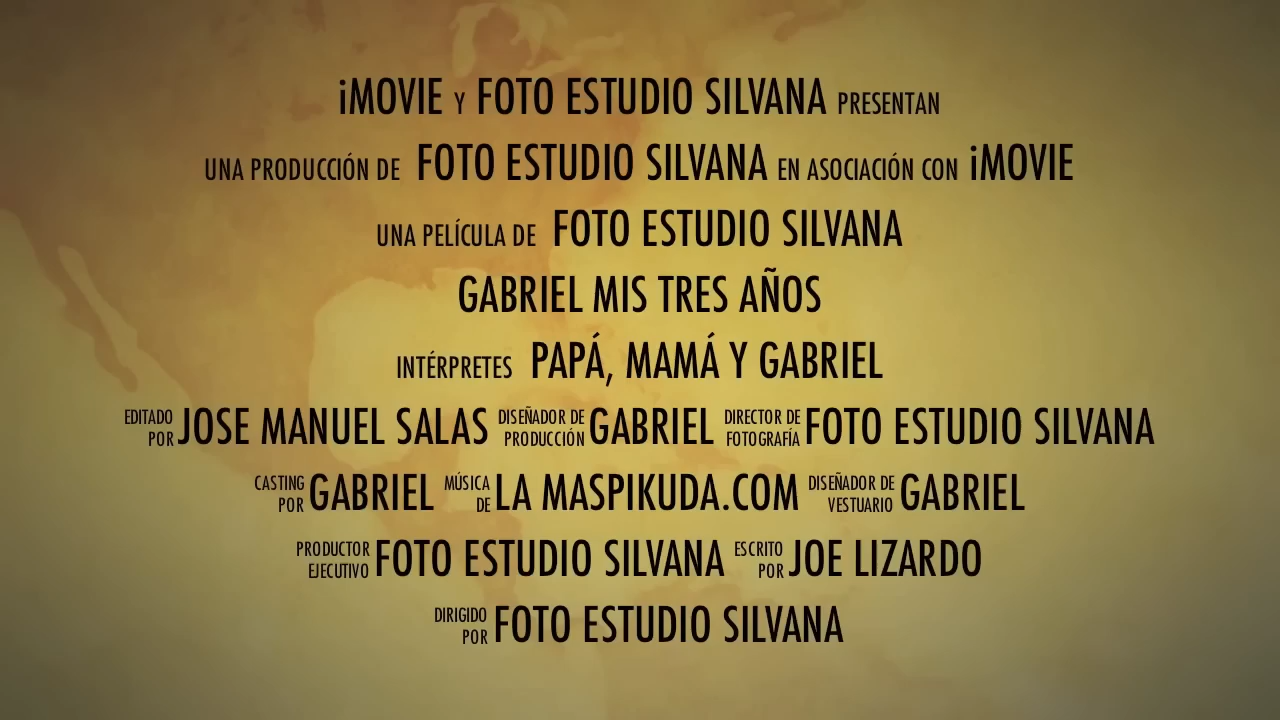 iMOVIE Y FOTO ESTUDIO SILVANA PRESENTAN
UNA PRODUCCIÓN DE FOTO ESTUDIO SILVANA EN ASOCIACIÓN CON iMOVIE
UNA PELÍCULA DE FOTO ESTUDIO SILVANA
GABRIEL MIS TRES AÑOS
INTÉRPRETES PAPÁ, MAMÁ Y GABRIEL
EDITADO POR JOSE MANUEL SALAS DISEÑADOR DE PRODUCCIÓN GABRIEL DIRECTOR DE FOTOGRAFÍA FOTO ESTUDIO SILVANA
CASTING POR GABRIEL MÚSICA DE LA MASPIKUDA.COM DISEÑADOR DE VESTUARIO GABRIEL
PRODUCTOR EJECUTIVO FOTO ESTUDIO SILVANA ESCRITO POR JOE LIZARDO
DIRIGIDO POR FOTO ESTUDIO SILVANA